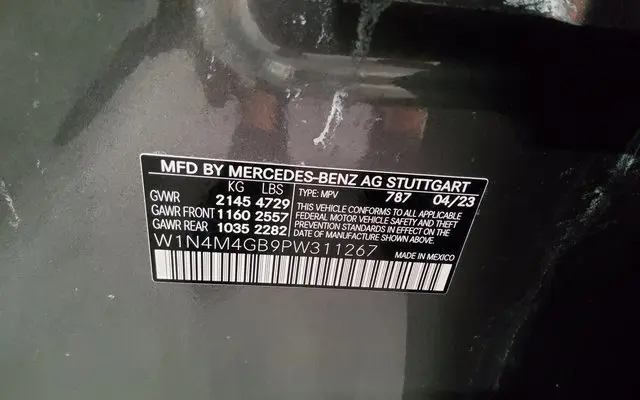 MFD BY MERCEDES-BENZ AG STUTTGART
KG LBS
GVWR 2145 4729
GAWR FRONT 1160 2557
GAWR REAR 1035 2282
TYPE: MPV 787 04/23
THIS VEHICLE CONFORMS TO ALL APPLICABLE
FEDERAL MOTOR VEHICLE SAFETY AND THEFT
PREVENTION STANDARDS IN EFFECT ON THE
DATE OF MANUFACTURE SHOWN ABOVE.
W1N4M4GB9PW311267
MADE IN MEXICO